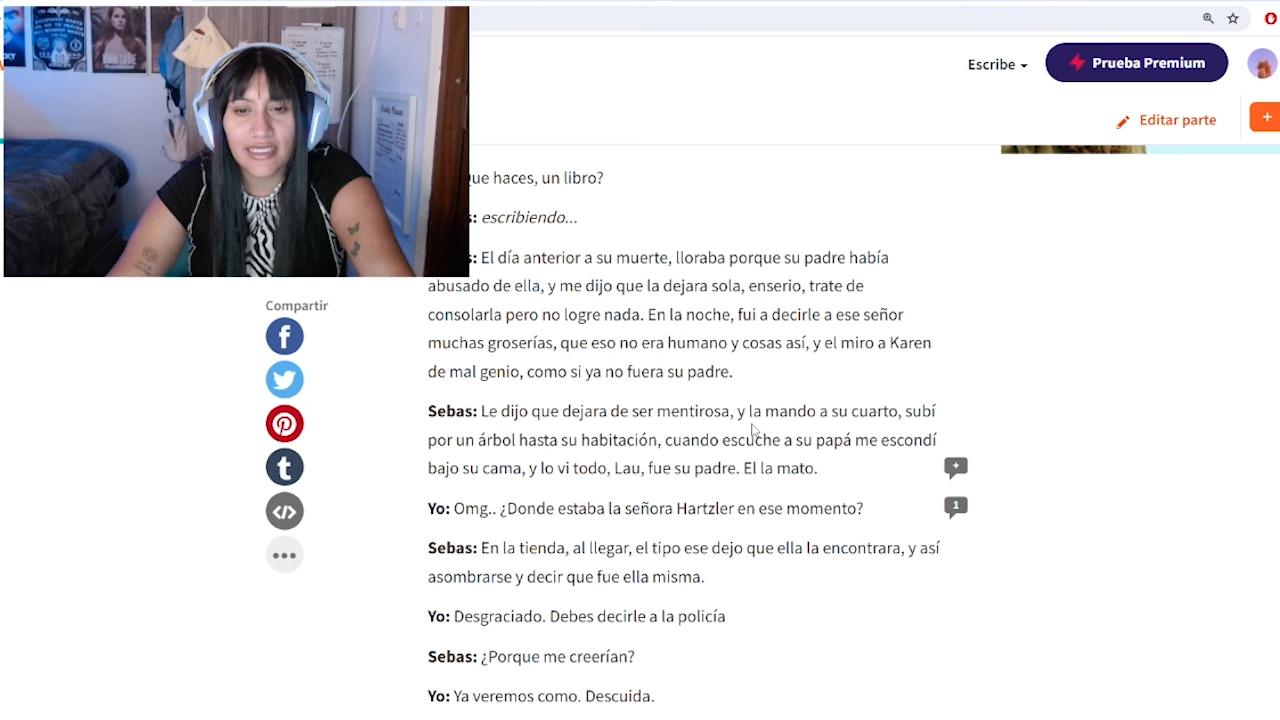 Escribe
Prueba Premium
Editar parte
+
ue haces, un libro?
s: escribiendo...
s: El día anterior a su muerte, lloraba porque su padre había
abusado de ella, y me dijo que la dejara sola, enserio, trate de
consolarla pero no logre nada. En la noche, fui a decirle a ese señor
muchas groserías, que eso no era humano y cosas así, y el miro a Karen
de mal genio, como si ya no fuera su padre.
Compartir
Sebas: Le dijo que dejara de ser mentirosa, y la mando a su cuarto, subí
por un árbol hasta su habitación, cuando escuche a su papá me escondí
bajo su cama, y lo vi todo, Lau, fue su padre. El la mato.
+
Yo: Omg.. ¿Donde estaba la señora Hartzler en ese momento?
1
Sebas: En la tienda, al llegar, el tipo ese dejo que ella la encontrara, y así
asombrarse y decir que fue ella misma.
Yo: Desgraciado. Debes decirle a la policía
Sebas: ¿Porque me creerían?
Yo: Ya veremos como. Descuida.